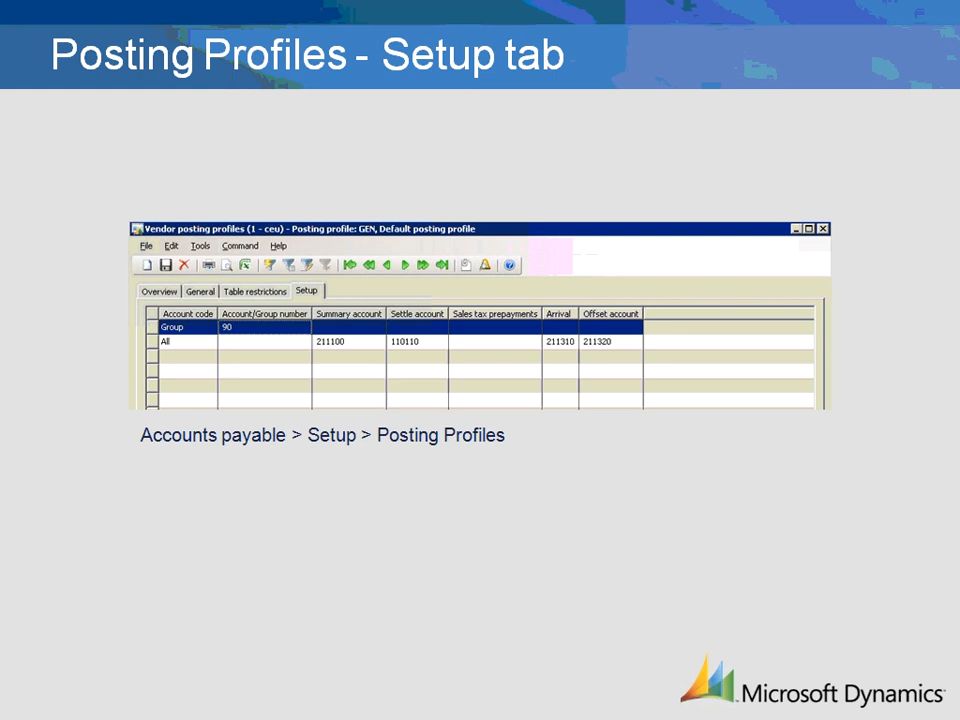 Posting Profiles - Setup tab
Vendor posting profiles (1 - ceu) - Posting profile: GEN, Default posting profile
File Edit Tools Command Help
Overview General Table restrictions Setup
Account code Account/Group number Summary account Settle account Sales tax prepayments Arrival Offset account
Group 90
All 211100 110110 211310 211320
Accounts payable > Setup > Posting Profiles
Microsoft Dynamics